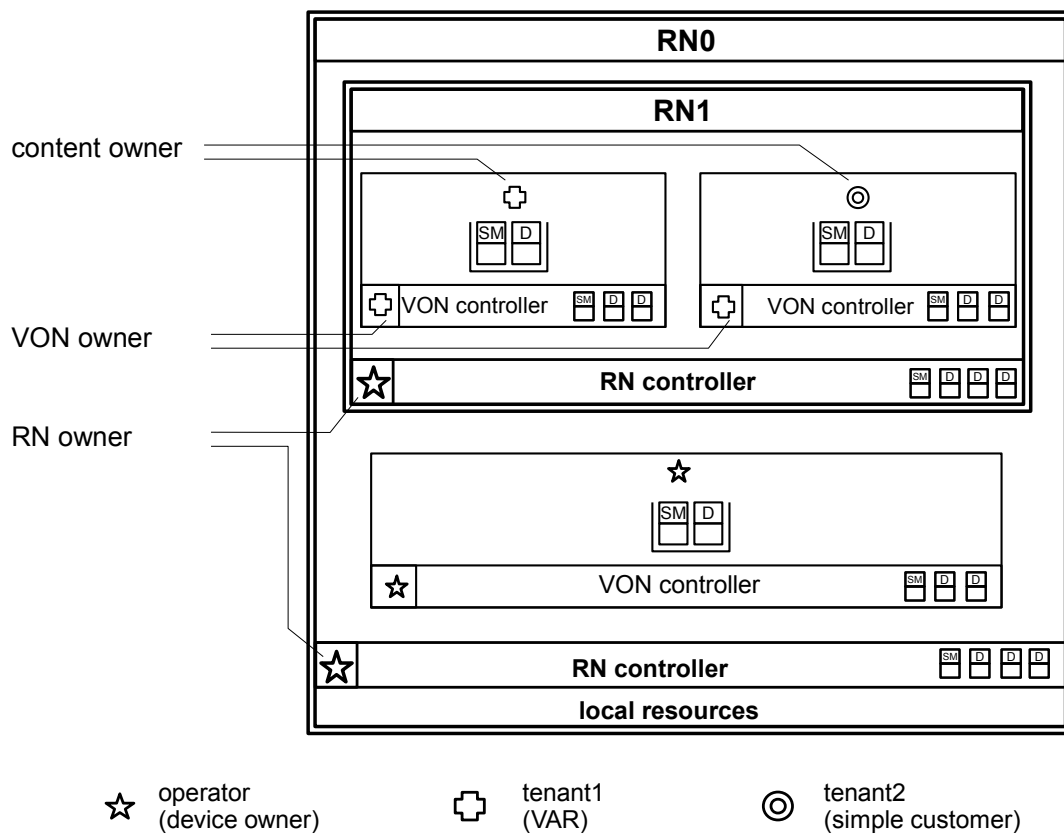 RN0
RN1
content owner
SM D
SM D
VON controller SM D D
VON controller SM D D
VON owner
RN controller SM D D D
RN owner
SM D
VON controller SM D D
RN controller SM D D D
local resources
operator
(device owner)
tenant1
(VAR)
tenant2
(simple customer)